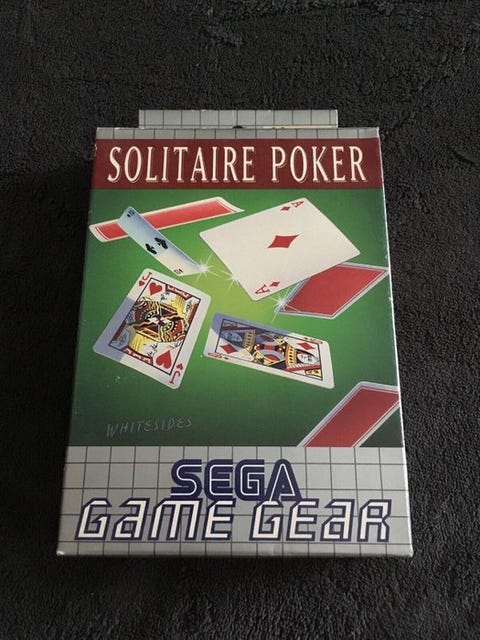 SOLITAIRE POKER
A
A
J
J
WHITESIDES
SEGA
GAME GEAR